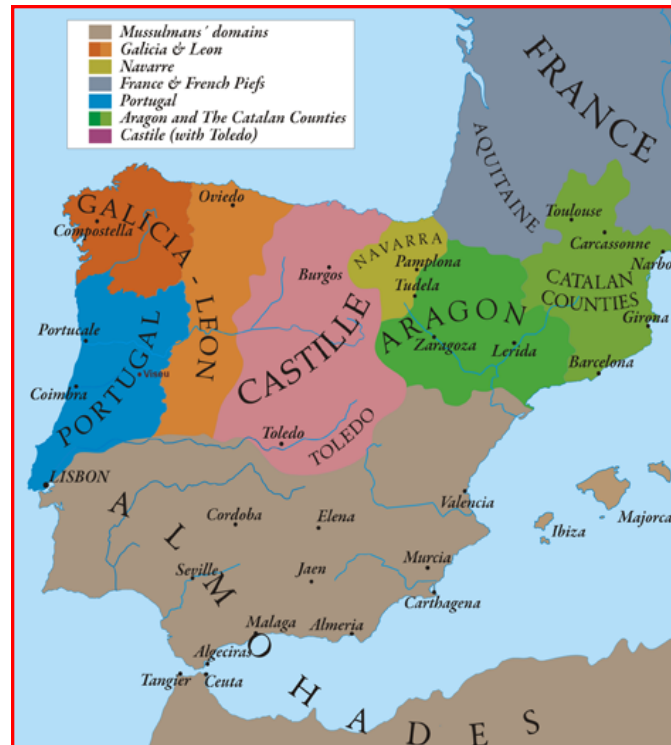 Mussulmans´ domains
Galicia & Leon
Navarre
France & French Piefs
Portugal
Aragon and The Catalan Counties
Castile (with Toledo)
FRANCE
AQUITAINE
GALICIA - LEON
Oviedo
Compostella
Toulouse
Carcassonne
Narbo
NAVARRA
Pamplona
Burgos
Tudela
CATALAN
COUNTIES
ARAGON
Girona
Portucale
Zaragoza
Lerida
CASTILLE
Barcelona
PORTUGAL
Viseu
Coimbra
Toledo
TOLEDO
LISBON
Valencia
Majorca
Ibiza
ALMOHADES
Cordoba
Elena
Murcia
Seville
Jaen
Carthagena
Malaga
Almeria
Algeciras
Tangier
Ceuta